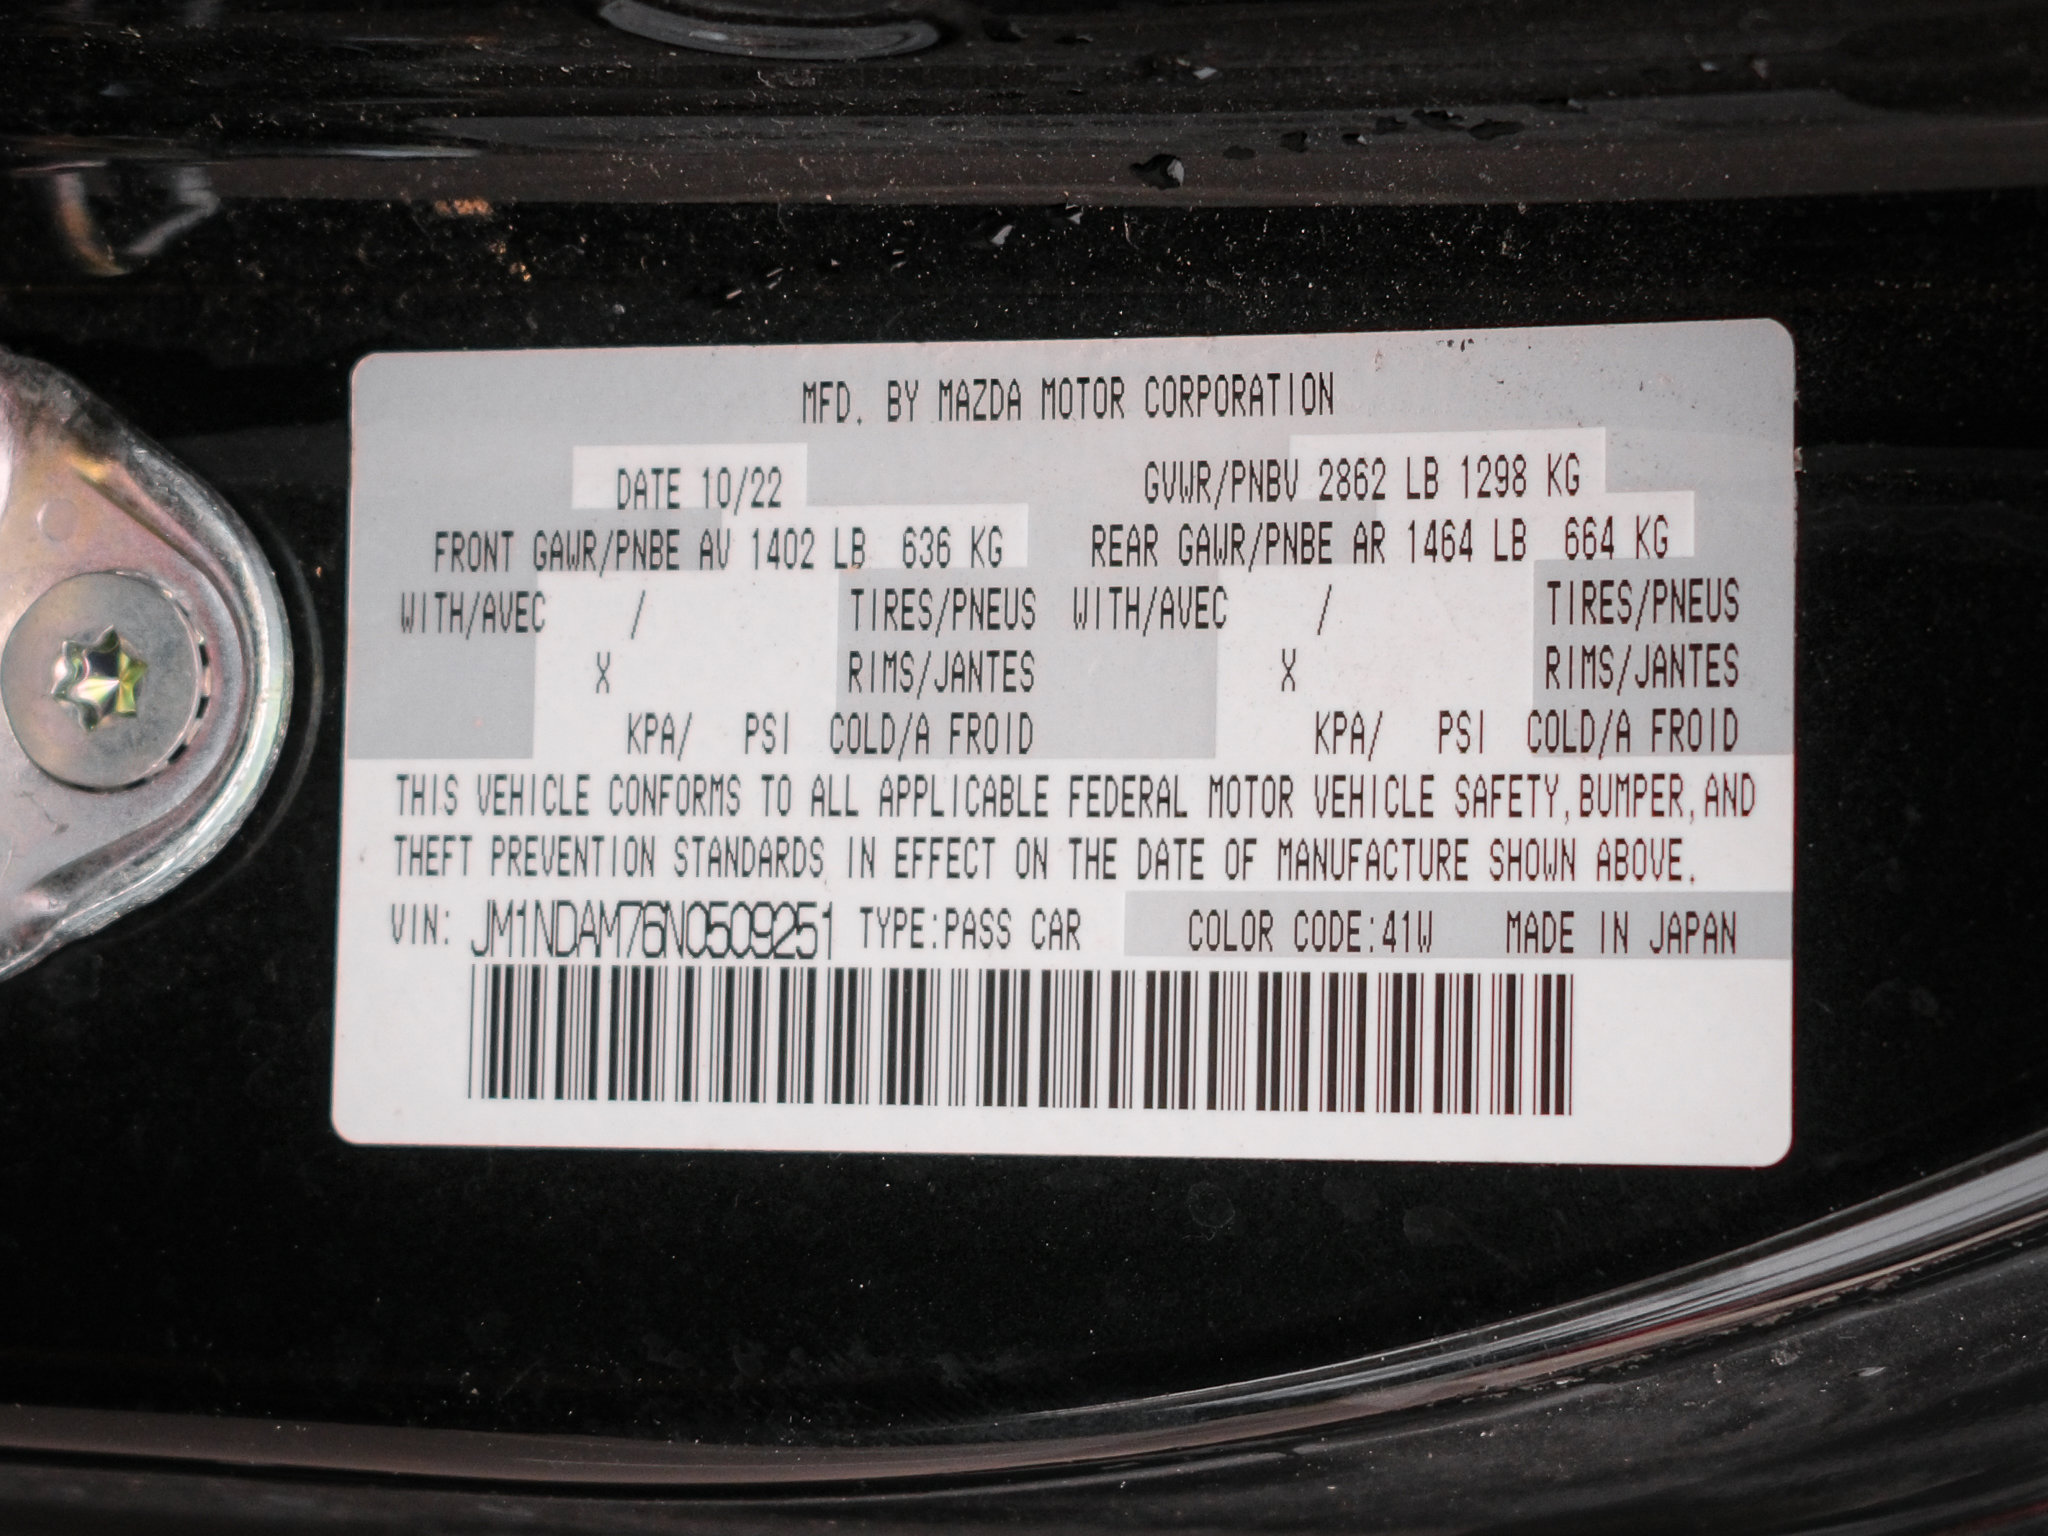 MFD. BY MAZDA MOTOR CORPORATION
DATE 10/22 GVWR/PNBV 2862 LB 1298 KG
FRONT GAWR/PNBE AV 1402 LB 636 KG REAR GAWR/PNBE AR 1464 LB 664 KG
WITH/AVEC / TIRES/PNEUS WITH/AVEC / TIRES/PNEUS
X RIMS/JANTES X RIMS/JANTES
KPA/ PSI COLD/A FROID KPA/ PSI COLD/A FROID
THIS VEHICLE CONFORMS TO ALL APPLICABLE FEDERAL MOTOR VEHICLE SAFETY,BUMPER,AND
THEFT PREVENTION STANDARDS IN EFFECT ON THE DATE OF MANUFACTURE SHOWN ABOVE.
VIN: JM1NDAM76N0509251 TYPE:PASS CAR COLOR CODE:41W MADE IN JAPAN